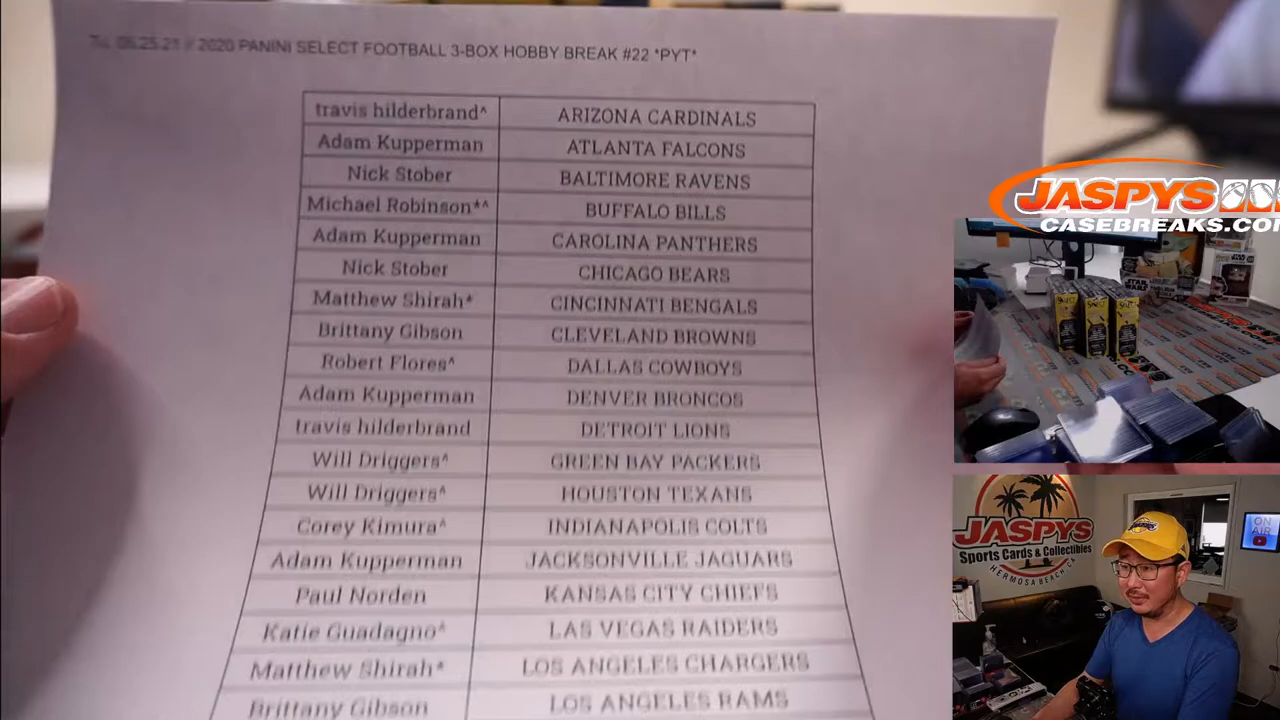 06.25.21 // 2020 PANINI SELECT FOOTBALL 3-BOX HOBBY BREAK #22 *PYT*
travis hilderbrand^ ARIZONA CARDINALS
Adam Kupperman ATLANTA FALCONS
Nick Stober BALTIMORE RAVENS
Michael Robinson*^ BUFFALO BILLS
Adam Kupperman CAROLINA PANTHERS
Nick Stober CHICAGO BEARS
Matthew Shirah* CINCINNATI BENGALS
Brittany Gibson CLEVELAND BROWNS
Robert Flores^ DALLAS COWBOYS
Adam Kupperman DENVER BRONCOS
travis hilderbrand DETROIT LIONS
Will Driggers^ GREEN BAY PACKERS
Will Driggers^ HOUSTON TEXANS
Corey Kimura^ INDIANAPOLIS COLTS
Adam Kupperman JACKSONVILLE JAGUARS
Paul Norden KANSAS CITY CHIEFS
Katie Guadagno^ LAS VEGAS RAIDERS
Matthew Shirah* LOS ANGELES CHARGERS
Brittany Gibson LOS ANGELES RAMS
JASPYS
CASEBREAKS.CO
STAR WARS
JASPYS
Sports Cards & Collectibles
HERMOSA BEACH CA
ON AIR